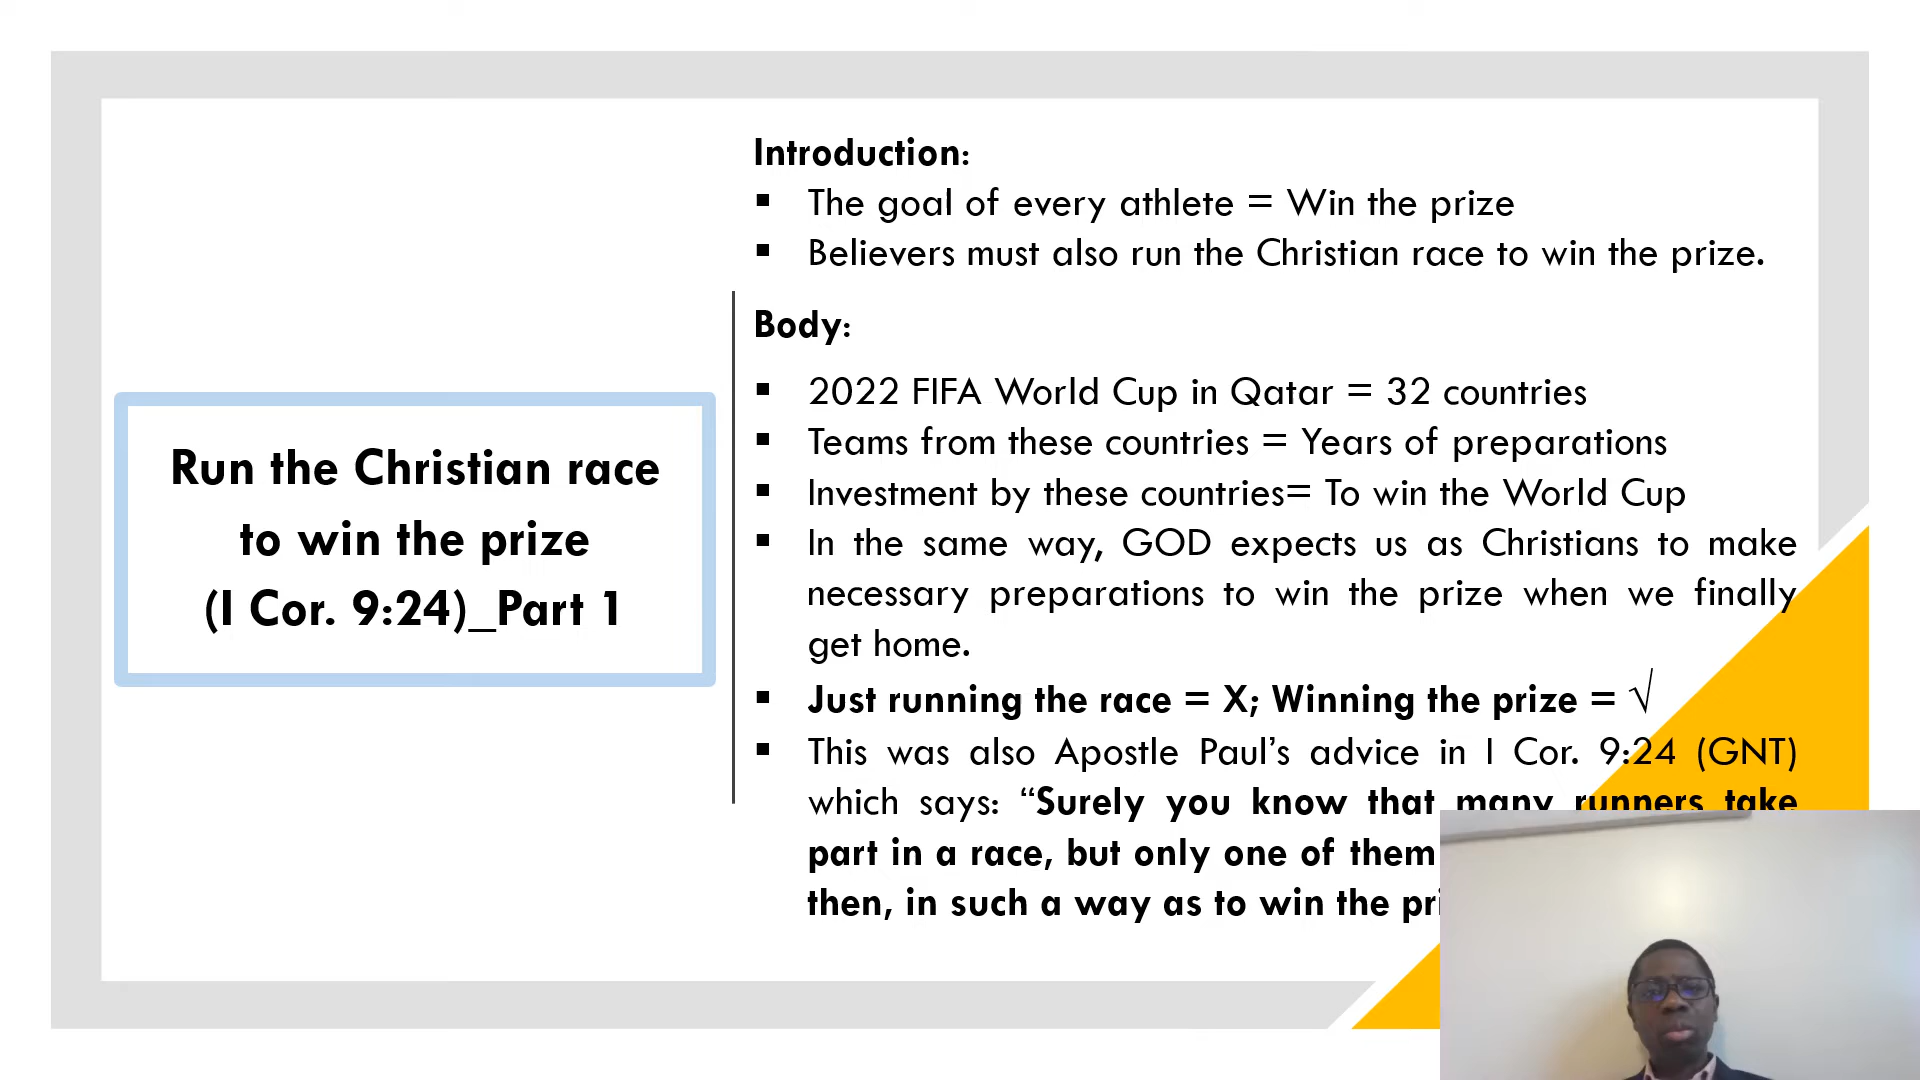 Run the Christian race
to win the prize
(I Cor. 9:24)_Part 1
Introduction:
▪ The goal of every athlete = Win the prize
▪ Believers must also run the Christian race to win the prize.
Body:
▪ 2022 FIFA World Cup in Qatar = 32 countries
▪ Teams from these countries = Years of preparations
▪ Investment by these countries= To win the World Cup
▪ In the same way, GOD expects us as Christians to make
necessary preparations to win the prize when we finally
get home.
▪ Just running the race = X; Winning the prize = √
▪ This was also Apostle Paul’s advice in I Cor. 9:24 (GNT)
which says: “Surely you know that many runners take
part in a race, but only one of them
then, in such a way as to win the